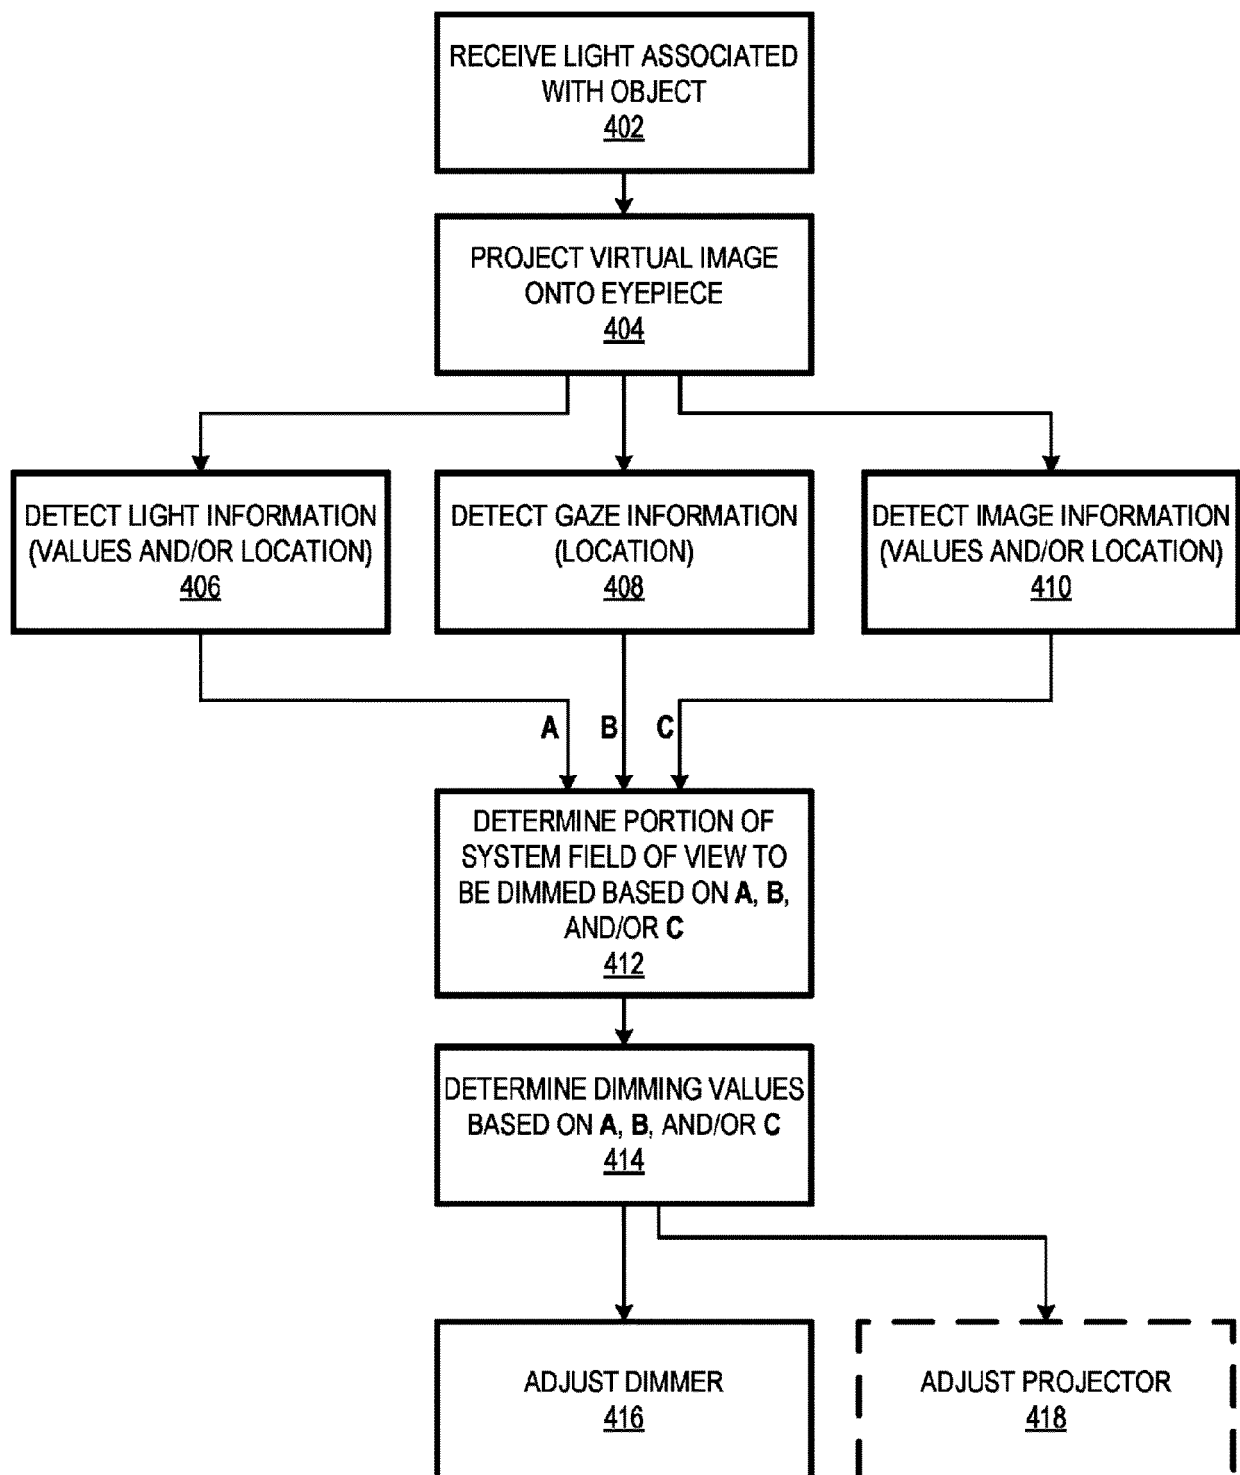 RECEIVE LIGHT ASSOCIATED
WITH OBJECT
402
PROJECT VIRTUAL IMAGE
ONTO EYEPIECE
404
DETECT LIGHT INFORMATION
(VALUES AND/OR LOCATION)
406
DETECT GAZE INFORMATION
(LOCATION)
408
DETECT IMAGE INFORMATION
(VALUES AND/OR LOCATION)
410
A
B
C
DETERMINE PORTION OF
SYSTEM FIELD OF VIEW TO
BE DIMMED BASED ON A, B,
AND/OR C
412
DETERMINE DIMMING VALUES
BASED ON A, B, AND/OR C
414
ADJUST DIMMER
416
ADJUST PROJECTOR
418